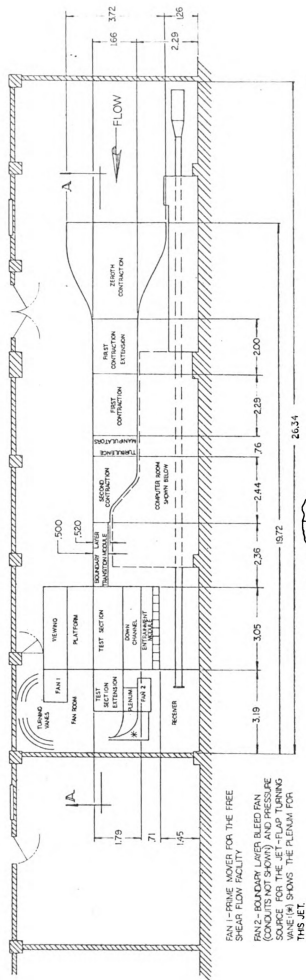 3.72
1.26
1.66
2.29
FLOW
A
ZEROTH
CONTRACTION
FIRST
CONTRACTION
EXTENSION
FIRST
CONTRACTION
TURBULENCE
MANIPULATORS
SECOND
CONTRACTION
COMPUTER ROOM
SHOWN BELOW
.500
.520
BOUNDARY LAYER
TRANSITION MODULE
VIEWING
PLATFORM
TEST SECTION
DOWN
CHANNEL
ENTRAINMENT
MODULE
TURNING
VANES
FAN 1
FAN ROOM
TEST
SECTION
EXTENSION
PLENUM
*
FAN 2
RECEIVER
A
1.79
.71
1.45
3.19
3.05
2.36
2.44
.76
2.29
2.00
19.72
26.34
FAN 1-PRIME MOVER FOR THE FREE
SHEAR FLOW FACILITY
FAN 2-BOUNDARY LAYER BLEED FAN
(CONDUITS NOT SHOWN) AND PRESSURE
SOURCE FOR THE JET-FLAP TURNING
VANE; (*) SHOWS THE PLENUM FOR
THIS JET.